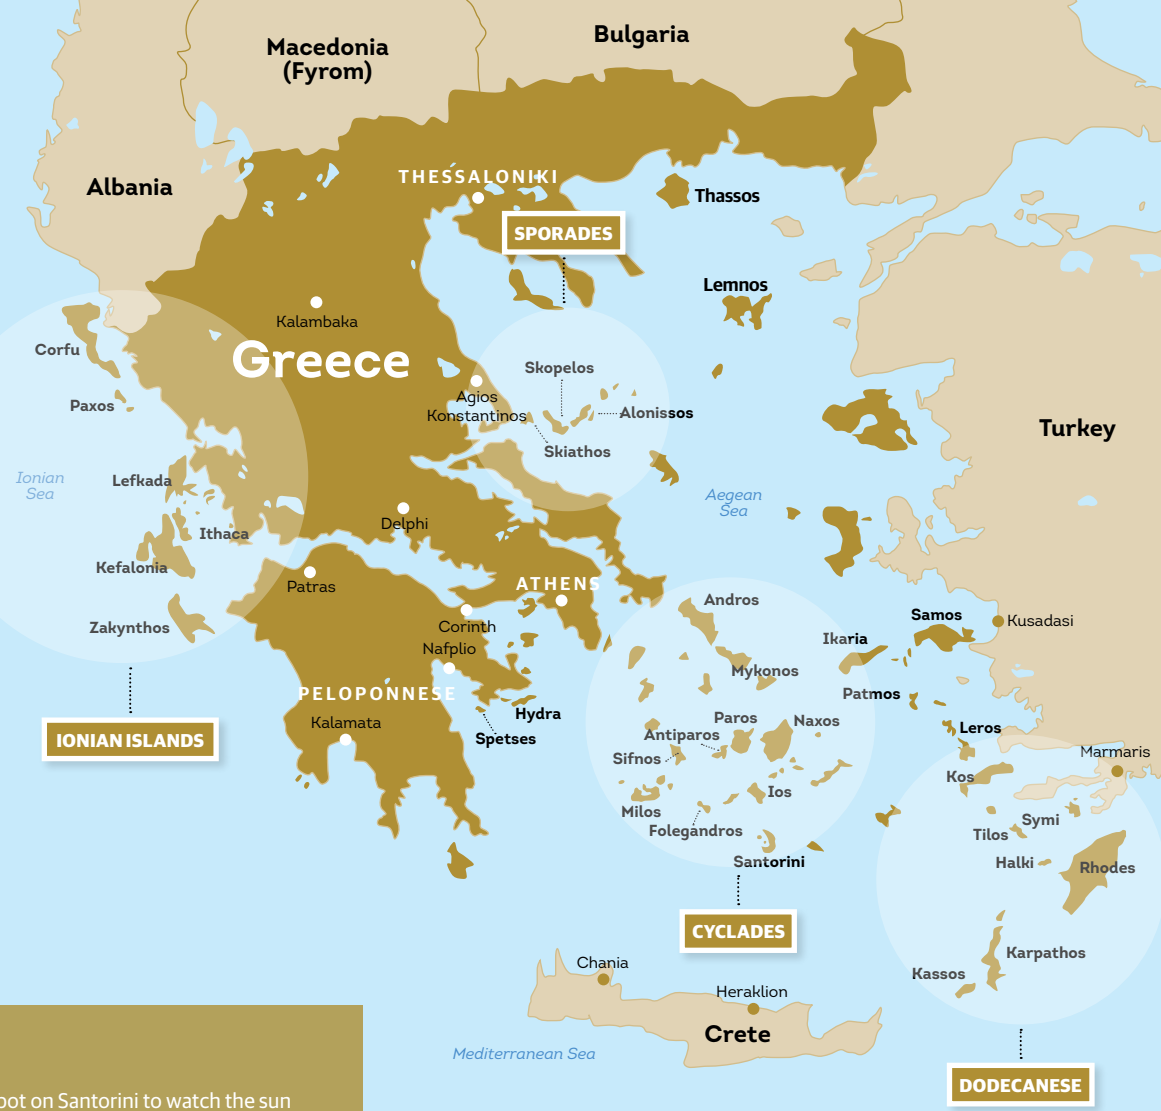 Macedonia
(Fyrom)
Bulgaria
Albania
THESSALONIKI
Thassos
SPORADES
Lemnos
Kalambaka
Greece
Corfu
Paxos
Skopelos
Agios
Konstantinos
Alonissos
Skiathos
Turkey
Ionian
Sea
Lefkada
Aegean
Sea
Delphi
Ithaca
Kefalonia
Patras
ATHENS
Zakynthos
Corinth
Nafplio
Andros
Samos
Kusadasi
Ikaria
Mykonos
PELOPONNESE
Patmos
Hydra
Kalamata
Spetses
Paros
Naxos
Antiparos
Leros
IONIAN ISLANDS
Sifnos
Marmaris
Kos
Ios
Milos
Symi
Folegandros
Tilos
Santorini
Halki
Rhodes
CYCLADES
Karpathos
Chania
Kassos
Heraklion
Crete
Mediterranean Sea
DODECANESE
on Santorini to watch the sun